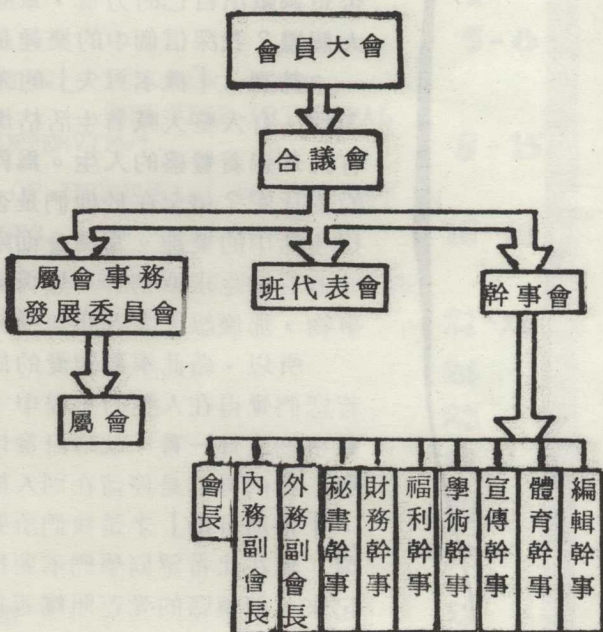 會員大會
合議會
屬會事務
發展委員會
班代表會
幹事會
屬會
會長
內務副會長
外務副會長
秘書幹事
財務幹事
福利幹事
學術幹事
宣傳幹事
體育幹事
編輯幹事